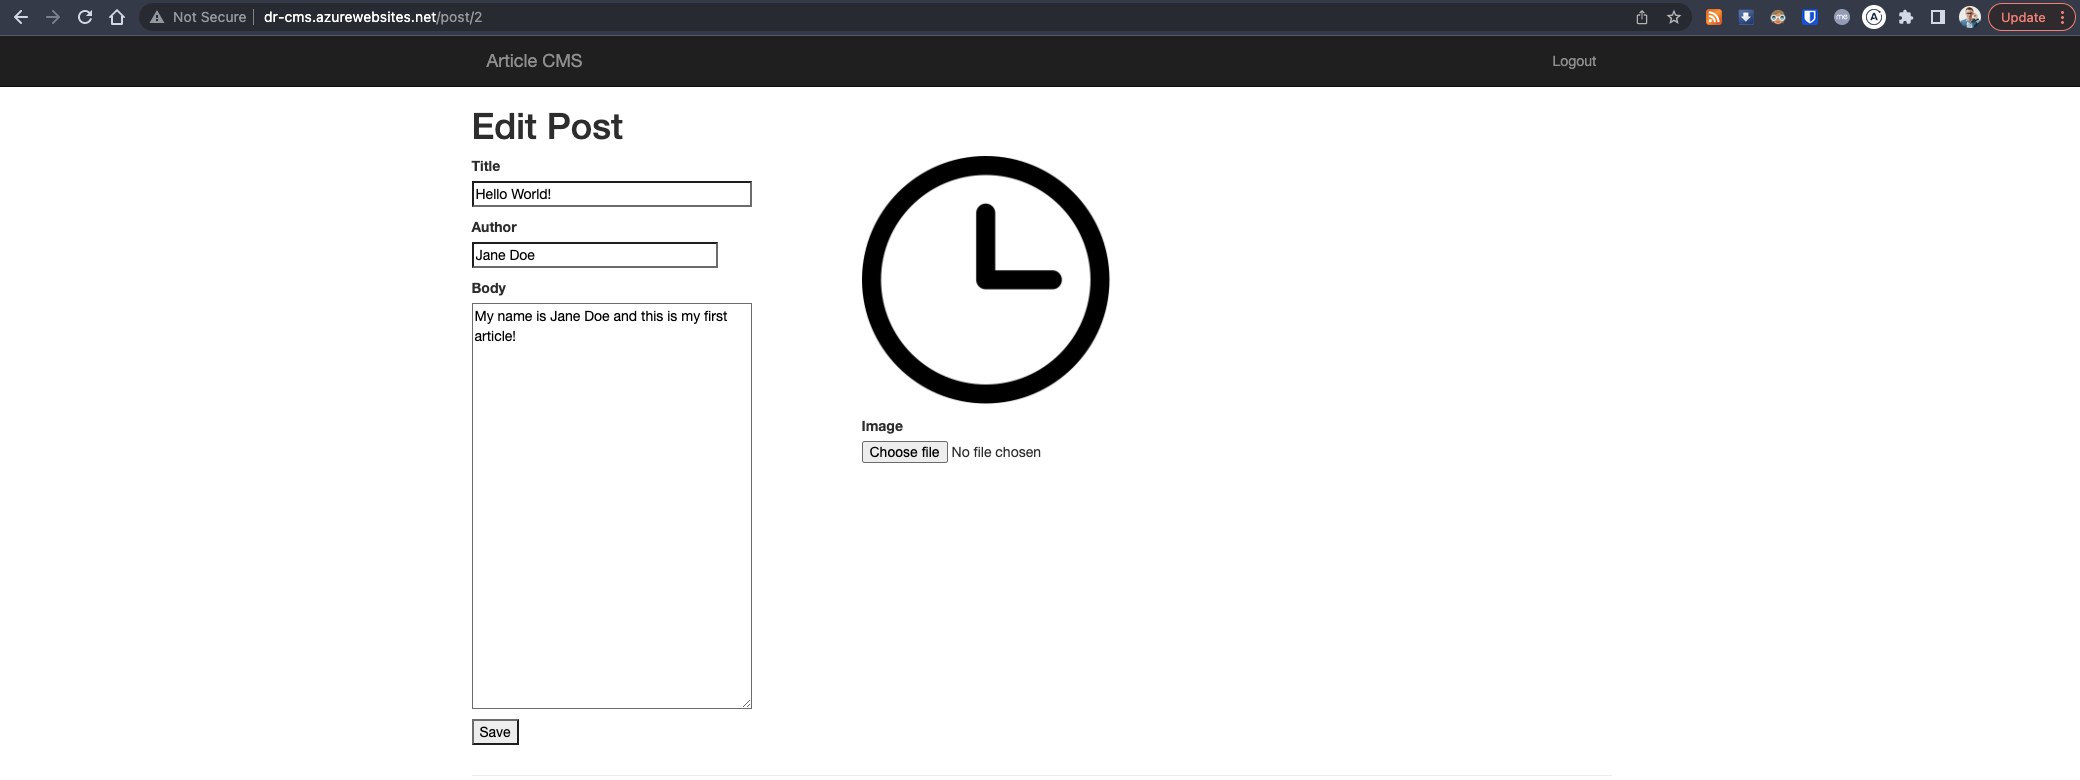 Not Secure dr-cms.azurewebsites.net/post/2
Update
Article CMS
Logout
Edit Post
Title
Hello World!
Author
Jane Doe
Body
My name is Jane Doe and this is my first
article!
Save
Image
Choose file No file chosen